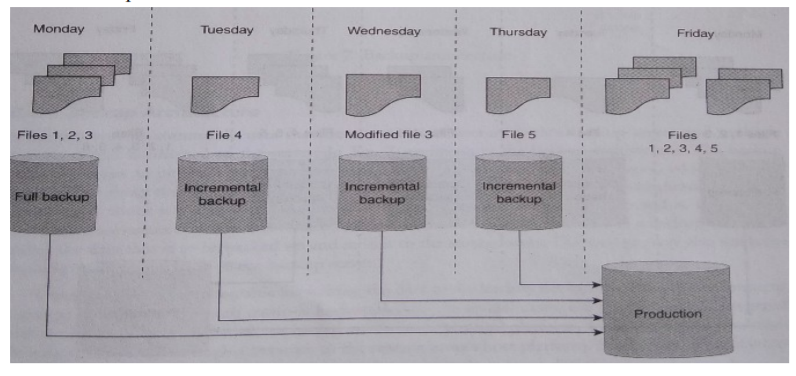 Monday
Tuesday
Wednesday
Thursday
Friday
Files 1, 2, 3
File 4
Modified file 3
File 5
Files
1, 2, 3, 4, 5
Full backup
Incremental
backup
Incremental
backup
Incremental
backup
Production